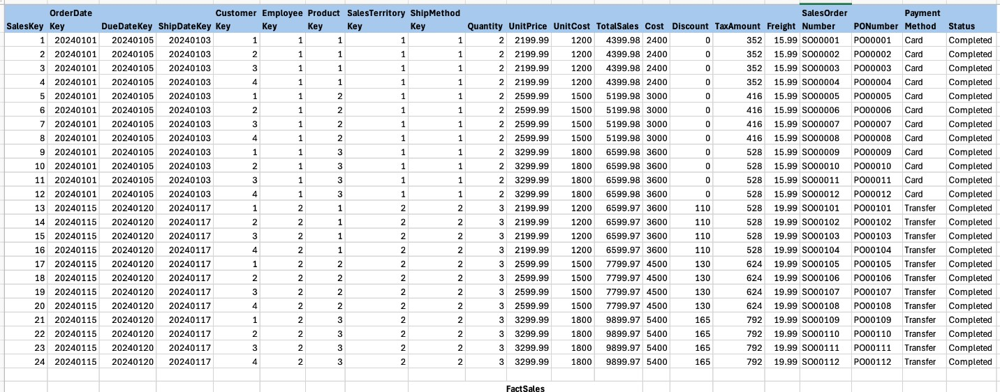 OrderDate Customer Employee Product SalesTerritory ShipMethod SalesOrder Payment
SalesKey Key DueDateKey ShipDateKey Key Key Key Key Key Quantity UnitPrice UnitCost TotalSales Cost Discount TaxAmount Freight Number PONumber Method Status
1 20240101 20240105 20240103 1 1 1 1 1 2 2199.99 1200 4399.98 2400 0 352 15.99 SO00001 PO00001 Card Completed
2 20240101 20240105 20240103 2 1 1 1 1 2 2199.99 1200 4399.98 2400 0 352 15.99 SO00002 PO00002 Card Completed
3 20240101 20240105 20240103 3 1 1 1 1 2 2199.99 1200 4399.98 2400 0 352 15.99 SO00003 PO00003 Card Completed
4 20240101 20240105 20240103 4 1 1 1 1 2 2199.99 1200 4399.98 2400 0 352 15.99 SO00004 PO00004 Card Completed
5 20240101 20240105 20240103 1 1 2 1 1 2 2599.99 1500 5199.98 3000 0 416 15.99 SO00005 PO00005 Card Completed
6 20240101 20240105 20240103 2 1 2 1 1 2 2599.99 1500 5199.98 3000 0 416 15.99 SO00006 PO00006 Card Completed
7 20240101 20240105 20240103 3 1 2 1 1 2 2599.99 1500 5199.98 3000 0 416 15.99 SO00007 PO00007 Card Completed
8 20240101 20240105 20240103 4 1 2 1 1 2 2599.99 1500 5199.98 3000 0 416 15.99 SO00008 PO00008 Card Completed
9 20240101 20240105 20240103 1 1 3 1 1 2 3299.99 1800 6599.98 3600 0 528 15.99 SO00009 PO00009 Card Completed
10 20240101 20240105 20240103 2 1 3 1 1 2 3299.99 1800 6599.98 3600 0 528 15.99 SO00010 PO00010 Card Completed
11 20240101 20240105 20240103 3 1 3 1 1 2 3299.99 1800 6599.98 3600 0 528 15.99 SO00011 PO00011 Card Completed
12 20240101 20240105 20240103 4 1 3 1 1 2 3299.99 1800 6599.98 3600 0 528 15.99 SO00012 PO00012 Card Completed
13 20240115 20240120 20240117 1 2 1 2 2 3 2199.99 1200 6599.97 3600 110 528 19.99 SO00101 PO00101 Transfer Completed
14 20240115 20240120 20240117 2 2 1 2 2 3 2199.99 1200 6599.97 3600 110 528 19.99 SO00102 PO00102 Transfer Completed
15 20240115 20240120 20240117 3 2 1 2 2 3 2199.99 1200 6599.97 3600 110 528 19.99 SO00103 PO00103 Transfer Completed
16 20240115 20240120 20240117 4 2 1 2 2 3 2199.99 1200 6599.97 3600 110 528 19.99 SO00104 PO00104 Transfer Completed
17 20240115 20240120 20240117 1 2 2 2 2 3 2599.99 1500 7799.97 4500 130 624 19.99 SO00105 PO00105 Transfer Completed
18 20240115 20240120 20240117 2 2 2 2 2 3 2599.99 1500 7799.97 4500 130 624 19.99 SO00106 PO00106 Transfer Completed
19 20240115 20240120 20240117 3 2 2 2 2 3 2599.99 1500 7799.97 4500 130 624 19.99 SO00107 PO00107 Transfer Completed
20 20240115 20240120 20240117 4 2 2 2 2 3 2599.99 1500 7799.97 4500 130 624 19.99 SO00108 PO00108 Transfer Completed
21 20240115 20240120 20240117 1 2 3 2 2 3 3299.99 1800 9899.97 5400 165 792 19.99 SO00109 PO00109 Transfer Completed
22 20240115 20240120 20240117 2 2 3 2 2 3 3299.99 1800 9899.97 5400 165 792 19.99 SO00110 PO00110 Transfer Completed
23 20240115 20240120 20240117 3 2 3 2 2 3 3299.99 1800 9899.97 5400 165 792 19.99 SO00111 PO00111 Transfer Completed
24 20240115 20240120 20240117 4 2 3 2 2 3 3299.99 1800 9899.97 5400 165 792 19.99 SO00112 PO00112 Transfer Completed
FactSales